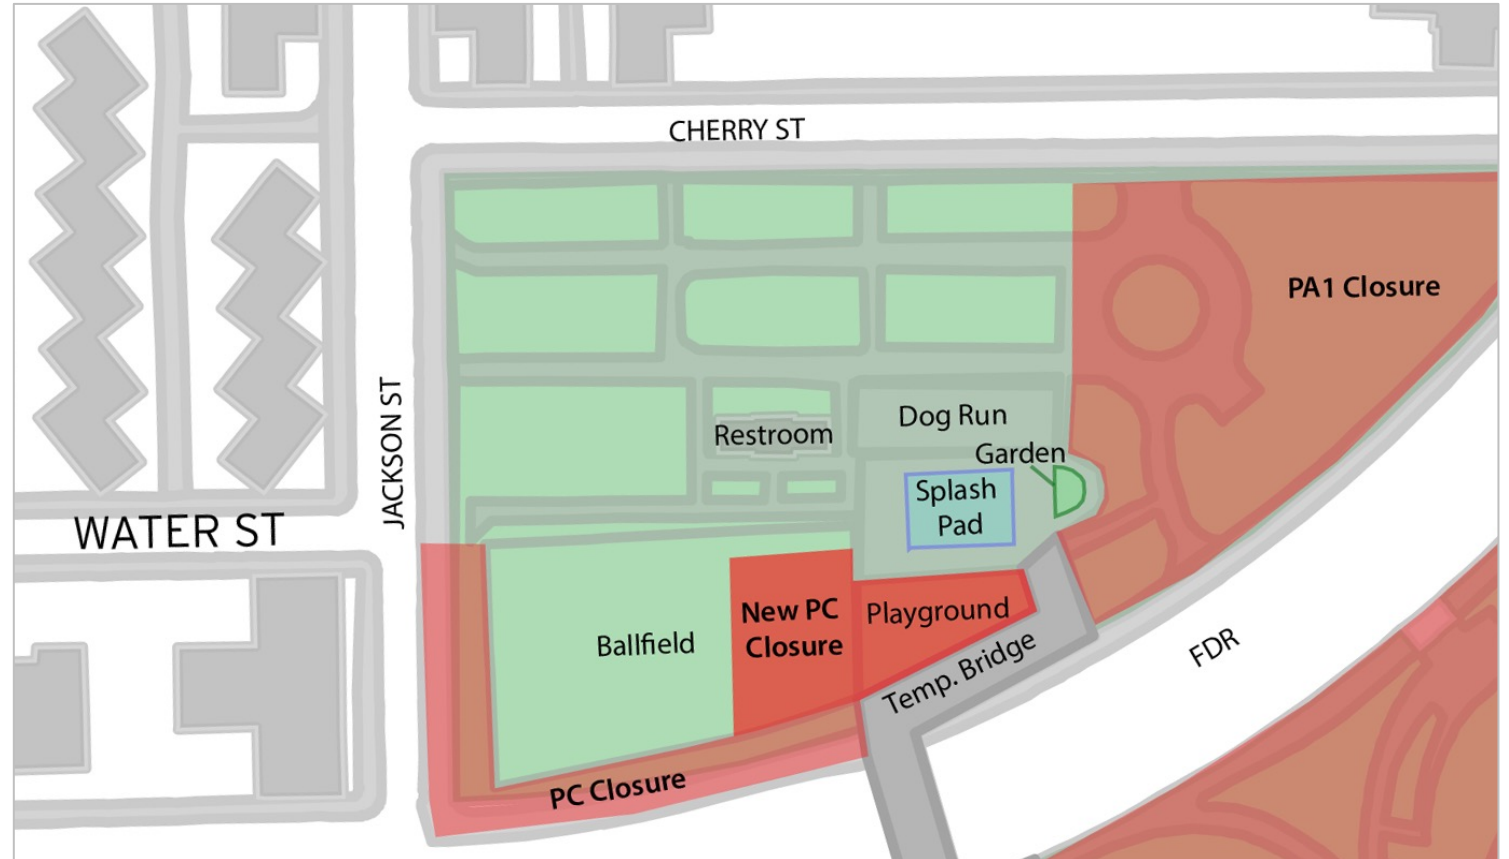 CHERRY ST
PA1 Closure
JACKSON ST
Dog Run
Restroom
Garden
Splash
Pad
WATER ST
New PC
Closure
Playground
Ballfield
Temp. Bridge
FDR
PC Closure